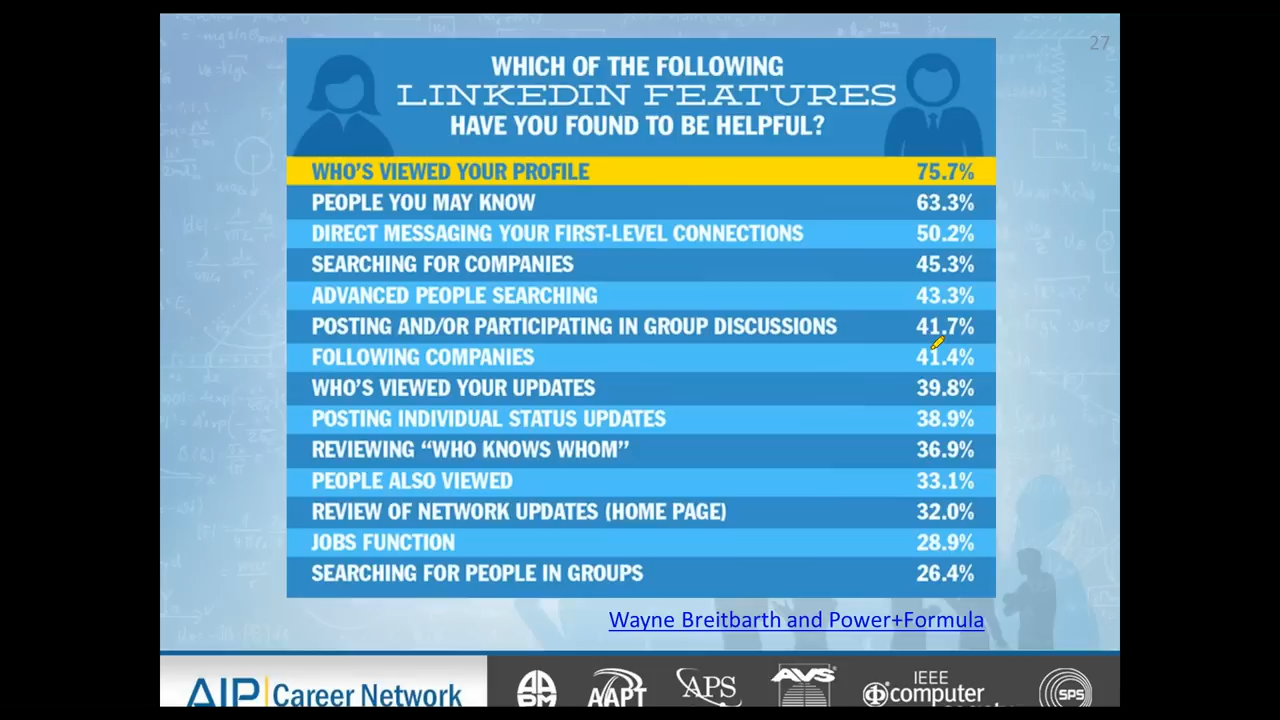 27
WHICH OF THE FOLLOWING
LINKEDIN FEATURES
HAVE YOU FOUND TO BE HELPFUL?
WHO'S VIEWED YOUR PROFILE 75.7%
PEOPLE YOU MAY KNOW 63.3%
DIRECT MESSAGING YOUR FIRST-LEVEL CONNECTIONS 50.2%
SEARCHING FOR COMPANIES 45.3%
ADVANCED PEOPLE SEARCHING 43.3%
POSTING AND/OR PARTICIPATING IN GROUP DISCUSSIONS 41.7%
FOLLOWING COMPANIES 41.4%
WHO'S VIEWED YOUR UPDATES 39.8%
POSTING INDIVIDUAL STATUS UPDATES 38.9%
REVIEWING “WHO KNOWS WHOM” 36.9%
PEOPLE ALSO VIEWED 33.1%
REVIEW OF NETWORK UPDATES (HOME PAGE) 32.0%
JOBS FUNCTION 28.9%
SEARCHING FOR PEOPLE IN GROUPS 26.4%
Wayne Breitbarth and Power+Formula
AIP Career Network
AAPT
APS
AVS
IEEE
computer
SPS